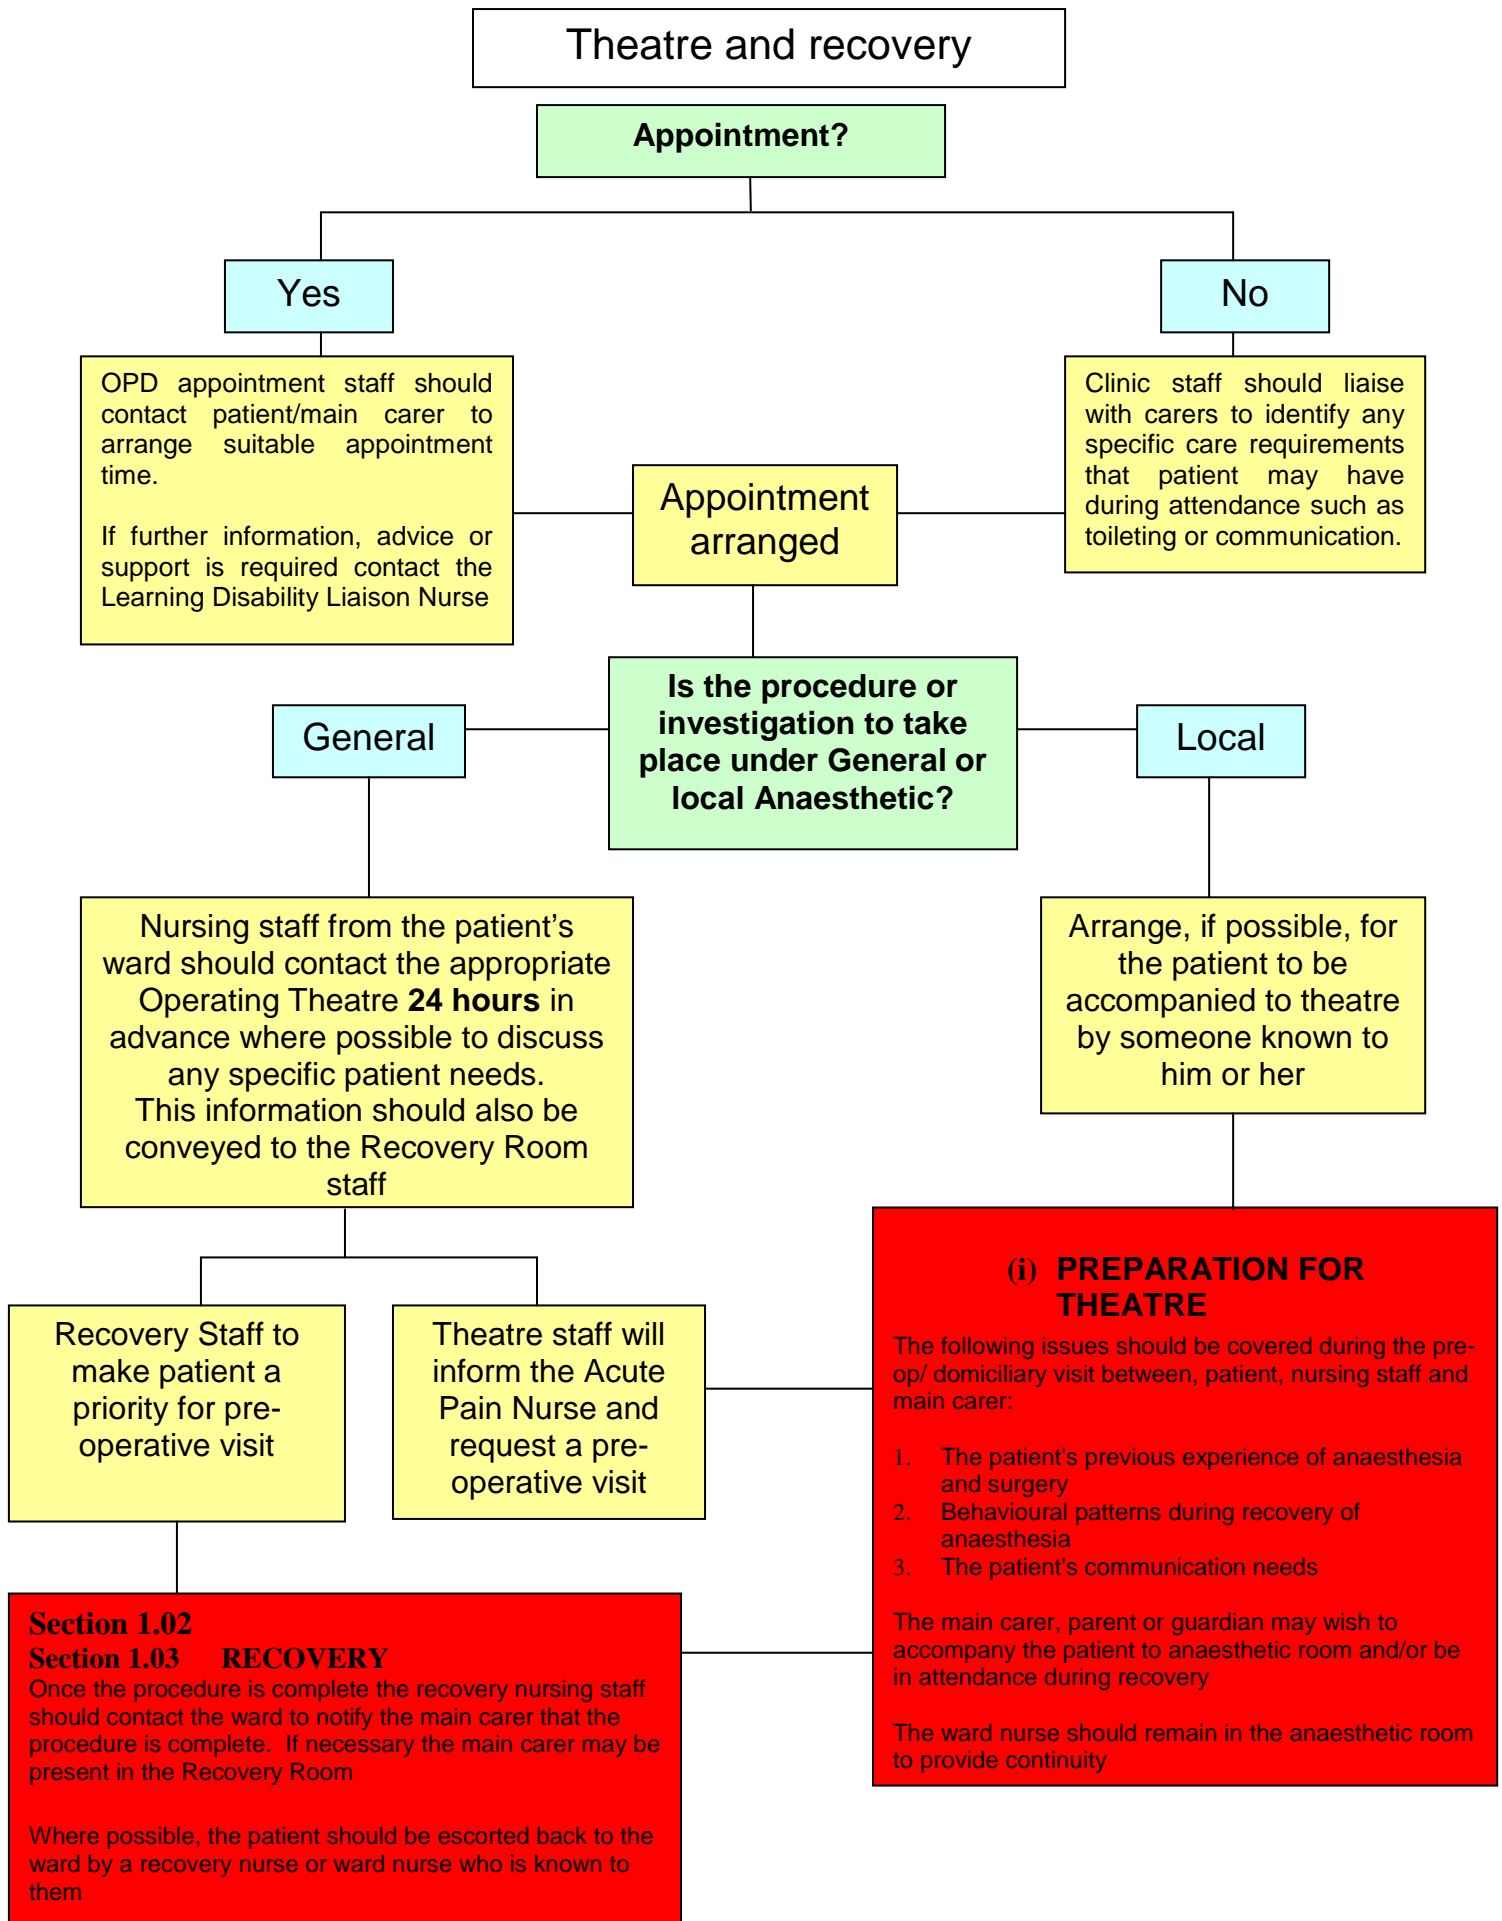 Theatre and recovery
Appointment?
Yes
No
OPD appointment staff should
contact patient/main carer to
arrange suitable appointment
time.
If further information, advice or
support is required contact the
Learning Disability Liaison Nurse
Appointment
arranged
Clinic staff should liaise
with carers to identify any
specific care requirements
that patient may have
during attendance such as
toileting or communication.
General
Is the procedure or
investigation to take
place under General or
local Anaesthetic?
Local
Nursing staff from the patient’s
ward should contact the appropriate
Operating Theatre 24 hours in
advance where possible to discuss
any specific patient needs.
This information should also be
conveyed to the Recovery Room
staff
Arrange, if possible, for
the patient to be
accompanied to theatre
by someone known to
him or her
Recovery Staff to
make patient a
priority for pre-
operative visit
Theatre staff will
inform the Acute
Pain Nurse and
request a pre-
operative visit
(i) PREPARATION FOR
THEATRE
The following issues should be covered during the pre-
op/ domiciliary visit between, patient, nursing staff and
main carer:
1. The patient's previous experience of anaesthesia
and surgery
2. Behavioural patterns during recovery of
anaesthesia
3. The patient's communication needs
The main carer, parent or guardian may wish to
accompany the patient to anaesthetic room and/or be
in attendance during recovery
The ward nurse should remain in the anaesthetic room
to provide continuity
Section 1.02
Section 1.03 RECOVERY
Once the procedure is complete the recovery nursing staff
should contact the ward to notify the main carer that the
procedure is complete. If necessary the main carer may be
present in the Recovery Room
Where possible, the patient should be escorted back to the
ward by a recovery nurse or ward nurse who is known to
them